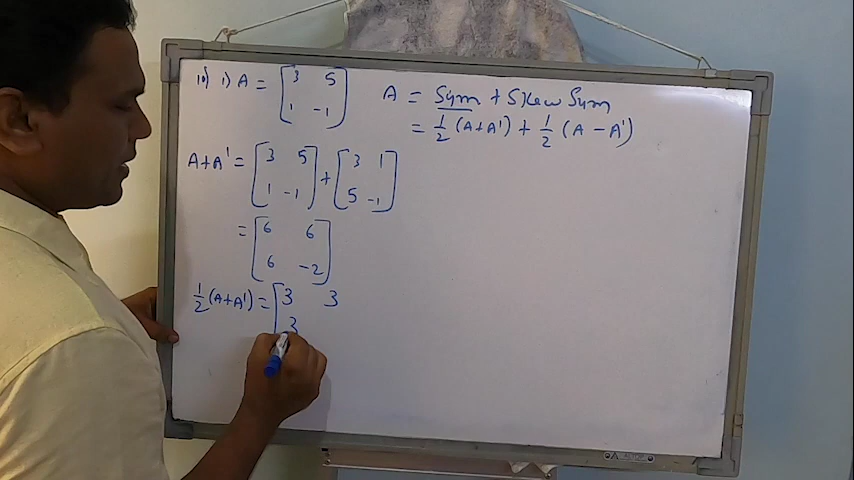 10) 1) A = [3 5
1 -1]
A = Sym + Skew Sym
= 1/2 (A+A') + 1/2 (A - A')
A+A' = [3 5
1 -1] + [3 1
5 -1]
= [6 6
6 -2]
1/2 (A+A') = [3 3
3